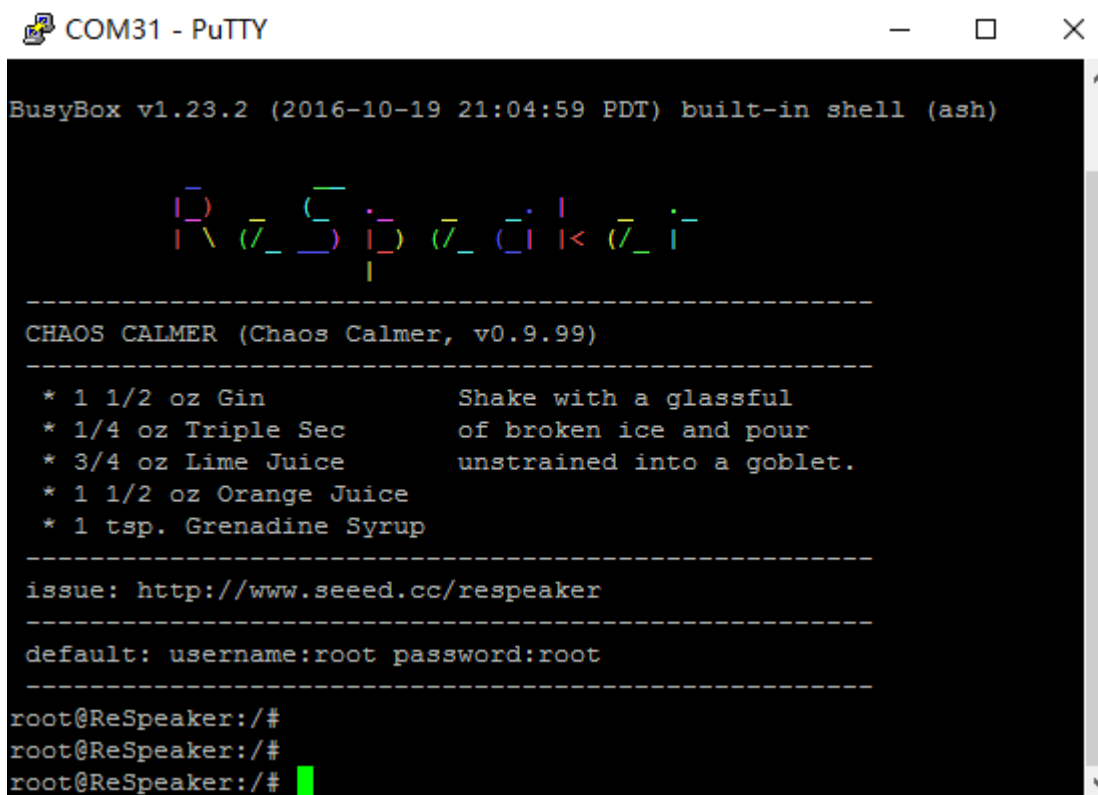 COM31 - PuTTY
BusyBox v1.23.2 (2016-10-19 21:04:59 PDT) built-in shell (ash)
ReSpeaker
-----------------------------------------------------
CHAOS CALMER (Chaos Calmer, v0.9.99)
-----------------------------------------------------
* 1 1/2 oz Gin Shake with a glassful
* 1/4 oz Triple Sec of broken ice and pour
* 3/4 oz Lime Juice unstrained into a goblet.
* 1 1/2 oz Orange Juice
* 1 tsp. Grenadine Syrup
-----------------------------------------------------
issue: http://www.seeed.cc/respeaker
-----------------------------------------------------
default: username:root password:root
-----------------------------------------------------
root@ReSpeaker:/#
root@ReSpeaker:/#
root@ReSpeaker:/#